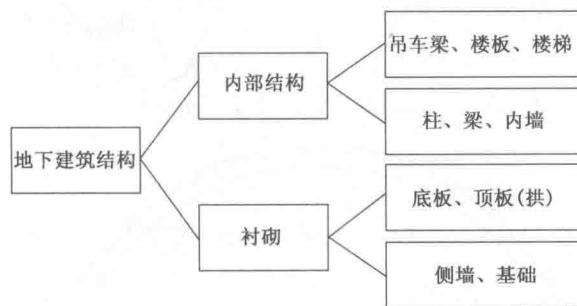 地下建筑结构
内部结构
吊车梁、楼板、楼梯
柱、梁、内墙
衬砌
底板、顶板(拱)
侧墙、基础